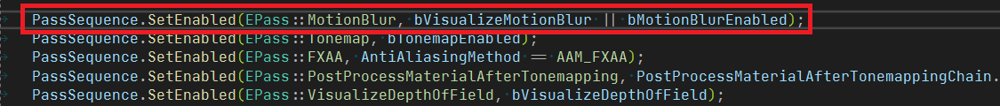 PassSequence.SetEnabled(EPass::MotionBlur, bVisualizeMotionBlur || bMotionBlurEnabled);
PassSequence.SetEnabled(EPass::Tonemap, bTonemapEnabled);
PassSequence.SetEnabled(EPass::FXAA, AntiAliasingMethod == AAM_FXAA);
PassSequence.SetEnabled(EPass::PostProcessMaterialAfterTonemapping, PostProcessMaterialAfterTonemappingChain.
PassSequence.SetEnabled(EPass::VisualizeDepthOfField, bVisualizeDepthOfField);